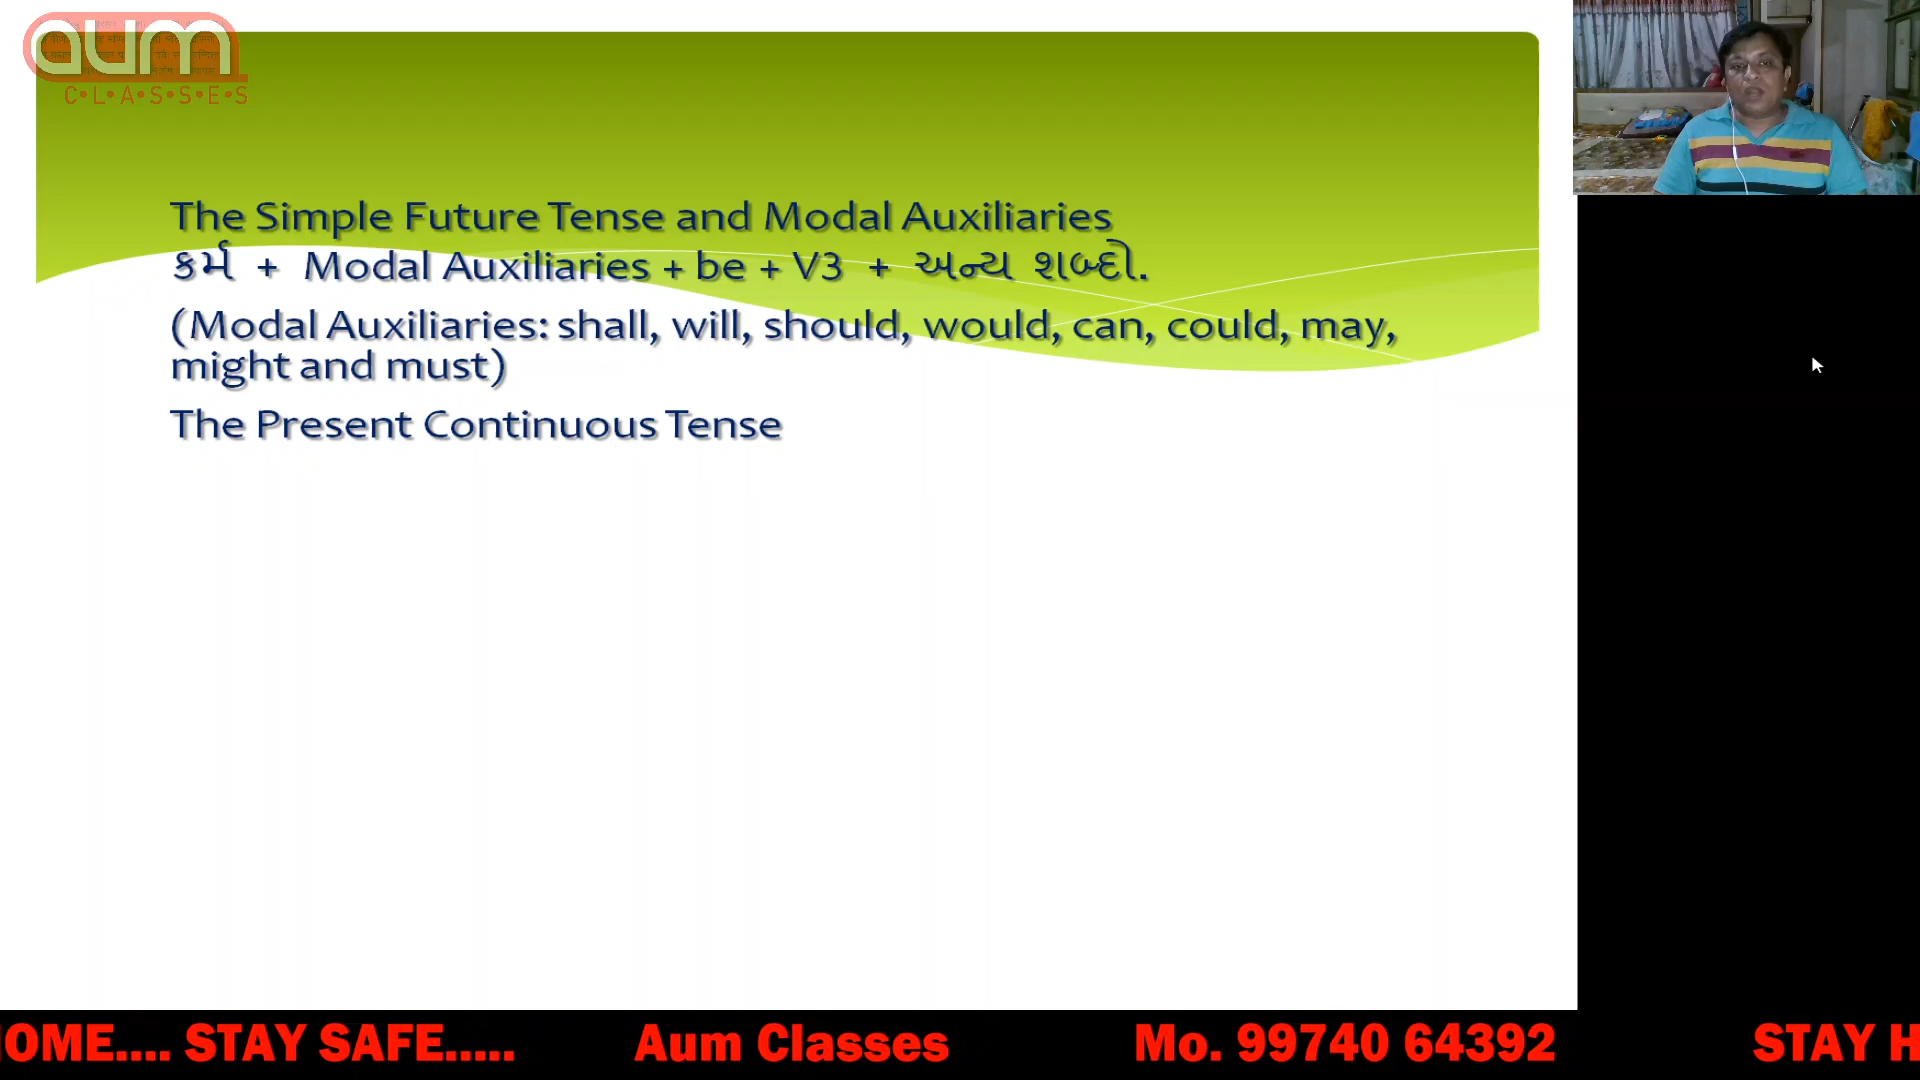 aum
C•L•A•S•S•E•S
The Simple Future Tense and Modal Auxiliaries
કર્મ + Modal Auxiliaries + be + V3 + અન્ય શબ્દો.
(Modal Auxiliaries: shall, will, should, would, can, could, may,
might and must)
The Present Continuous Tense
OME.... STAY SAFE..... Aum Classes Mo. 99740 64392 STAY H